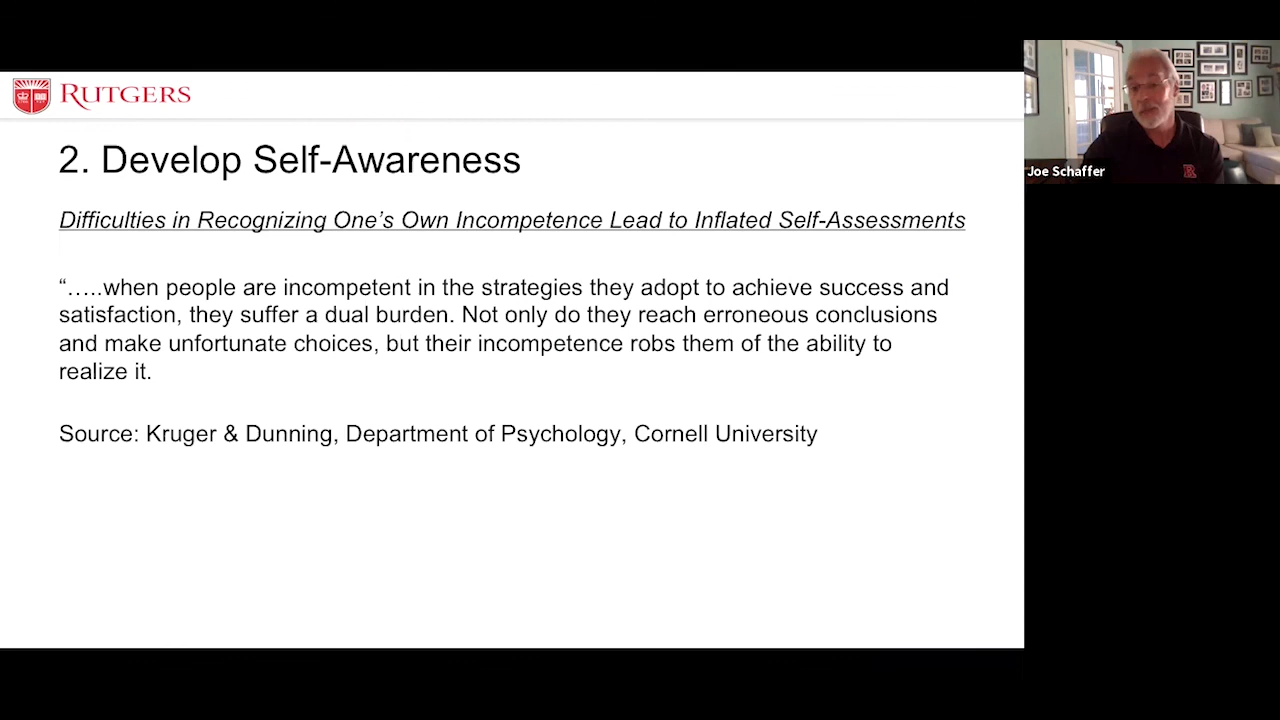 RUTGERS
2. Develop Self-Awareness
Difficulties in Recognizing One’s Own Incompetence Lead to Inflated Self-Assessments
“…..when people are incompetent in the strategies they adopt to achieve success and
satisfaction, they suffer a dual burden. Not only do they reach erroneous conclusions
and make unfortunate choices, but their incompetence robs them of the ability to
realize it.
Source: Kruger & Dunning, Department of Psychology, Cornell University
Joe Schaffer
R